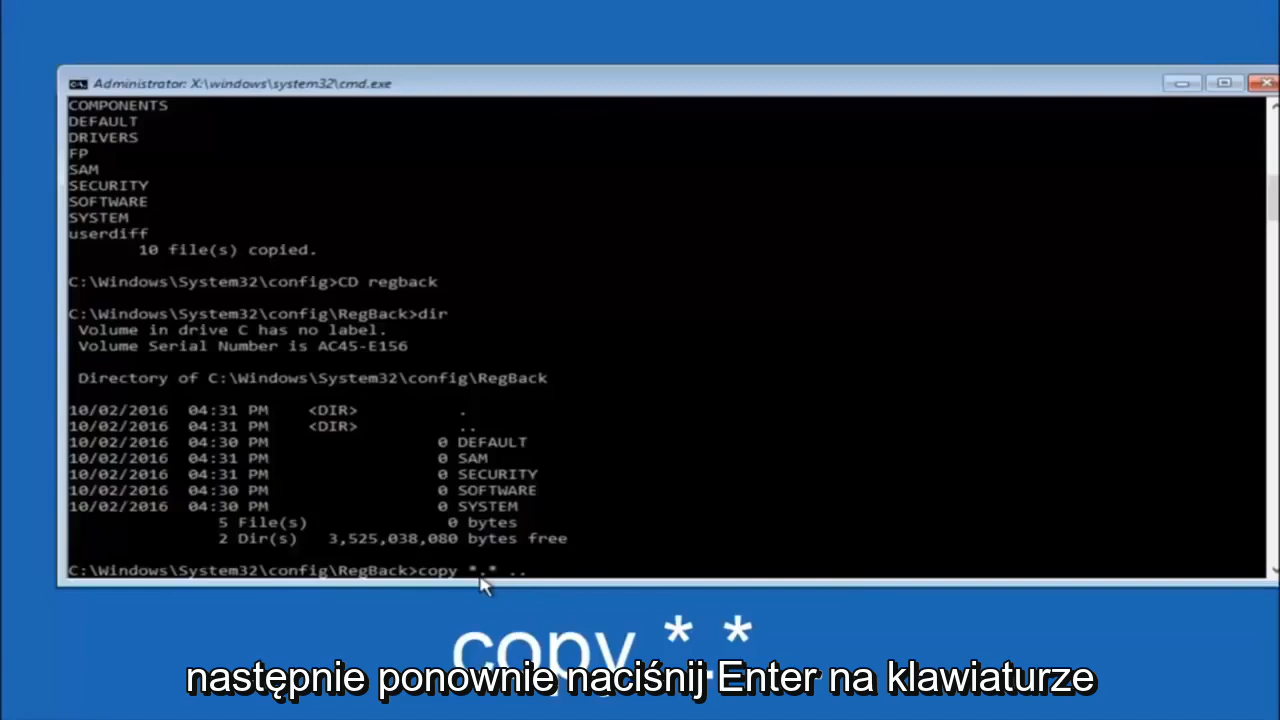 Administrator: X:\windows\system32\cmd.exe
COMPONENTS
DEFAULT
DRIVERS
FP
SAM
SECURITY
SOFTWARE
SYSTEM
userdiff
10 file(s) copied.
C:\Windows\System32\config>CD regback
C:\Windows\System32\config\RegBack>dir
Volume in drive C has no label.
Volume Serial Number is AC45-E156
Directory of C:\Windows\System32\config\RegBack
10/02/2016 04:31 PM <DIR> .
10/02/2016 04:31 PM <DIR> ..
10/02/2016 04:30 PM 0 DEFAULT
10/02/2016 04:31 PM 0 SAM
10/02/2016 04:31 PM 0 SECURITY
10/02/2016 04:30 PM 0 SOFTWARE
10/02/2016 04:30 PM 0 SYSTEM
5 File(s) 0 bytes
2 Dir(s) 3,525,038,080 bytes free
C:\Windows\System32\config\RegBack>copy *.* ..
copy *.*
następnie ponownie naciśnij Enter na klawiaturze